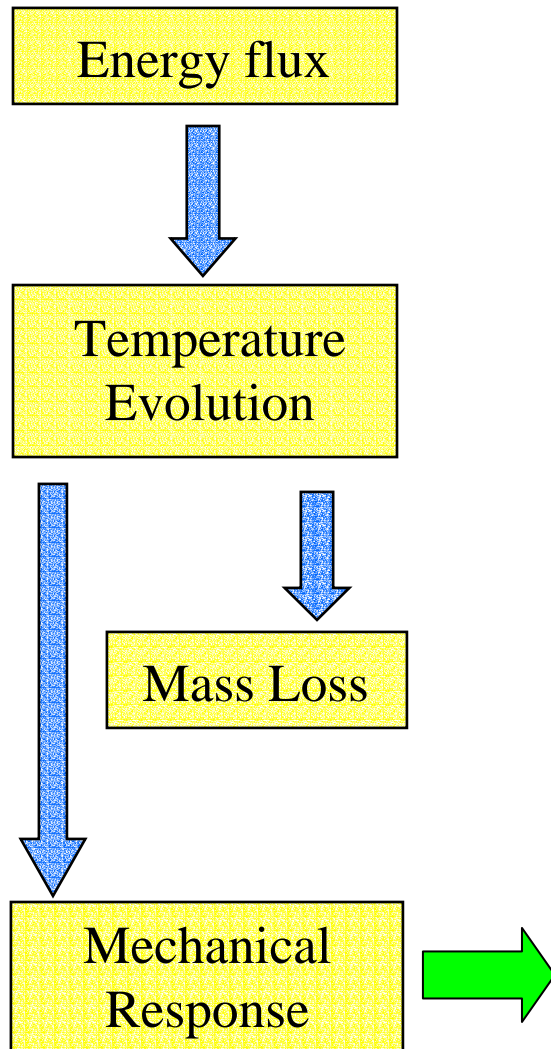 Energy flux
Temperature
Evolution
Mass Loss
Mechanical
Response